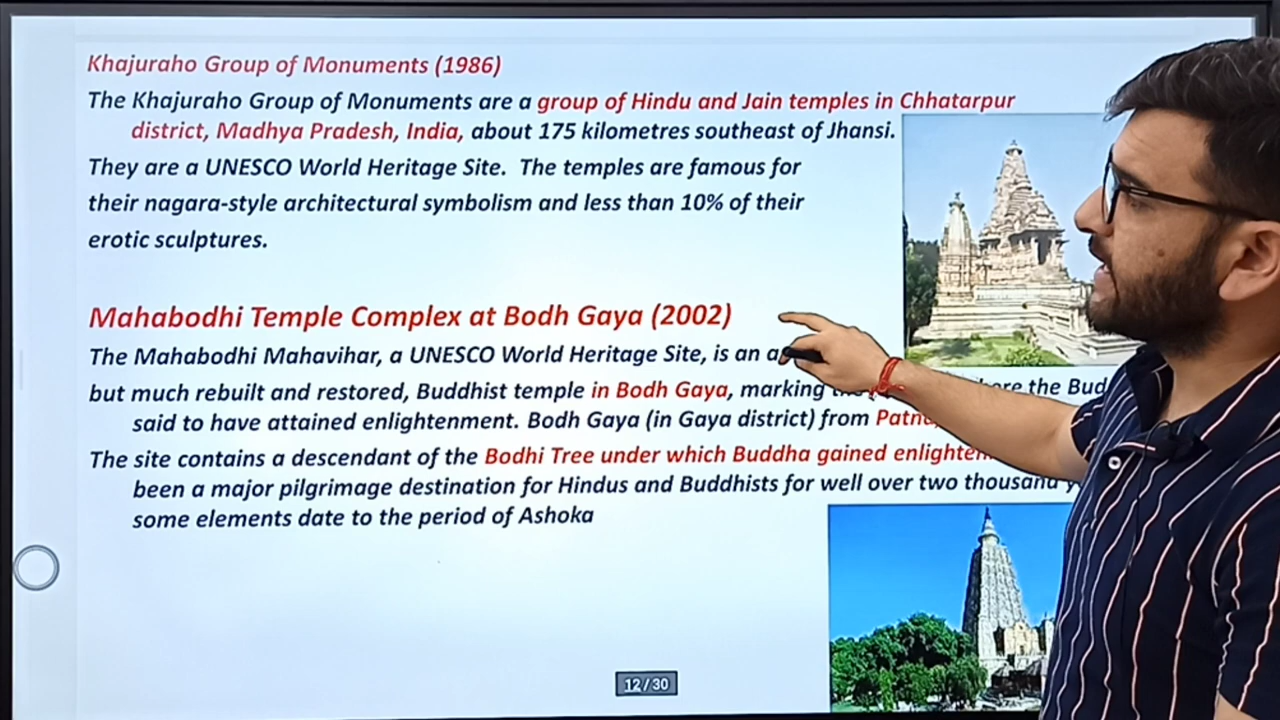 Khajuraho Group of Monuments (1986)
The Khajuraho Group of Monuments are a group of Hindu and Jain temples in Chhatarpur
district, Madhya Pradesh, India, about 175 kilometres southeast of Jhansi.
They are a UNESCO World Heritage Site. The temples are famous for
their nagara-style architectural symbolism and less than 10% of their
erotic sculptures.
Mahabodhi Temple Complex at Bodh Gaya (2002)
The Mahabodhi Mahavihar, a UNESCO World Heritage Site, is an
but much rebuilt and restored, Buddhist temple in Bodh Gaya, marking the
said to have attained enlightenment. Bodh Gaya (in Gaya district) from Patna,
The site contains a descendant of the Bodhi Tree under which Buddha gained
been a major pilgrimage destination for Hindus and Buddhists for well over two thousand
some elements date to the period of Ashoka
12/30